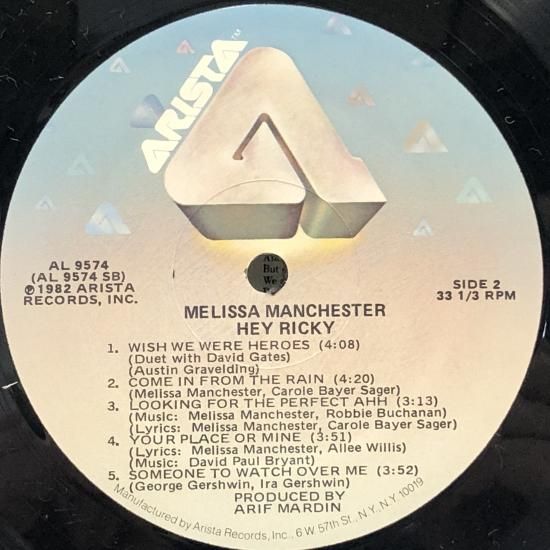 ARISTA™
AL 9574
(AL 9574 SB)
℗1982 ARISTA
RECORDS, INC.
SIDE 2
33 1/3 RPM
But
We
MELISSA MANCHESTER
HEY RICKY
1. WISH WE WERE HEROES (4:08)
(Duet with David Gates)
(Austin Gravelding)
2. COME IN FROM THE RAIN (4:20)
(Melissa Manchester, Carole Bayer Sager)
3. LOOKING FOR THE PERFECT AHH (3:13)
(Music: Melissa Manchester, Robbie Buchanan)
(Lyrics: Melissa Manchester, Carole Bayer Sager)
4. YOUR PLACE OR MINE (3:51)
(Lyrics: Melissa Manchester, Allee Willis)
(Music: David Paul Bryant)
5. SOMEONE TO WATCH OVER ME (3:52)
(George Gershwin, Ira Gershwin)
PRODUCED BY
ARIF MARDIN
Manufactured by Arista Records, Inc., 6 W 57th St., N.Y., N.Y 10019